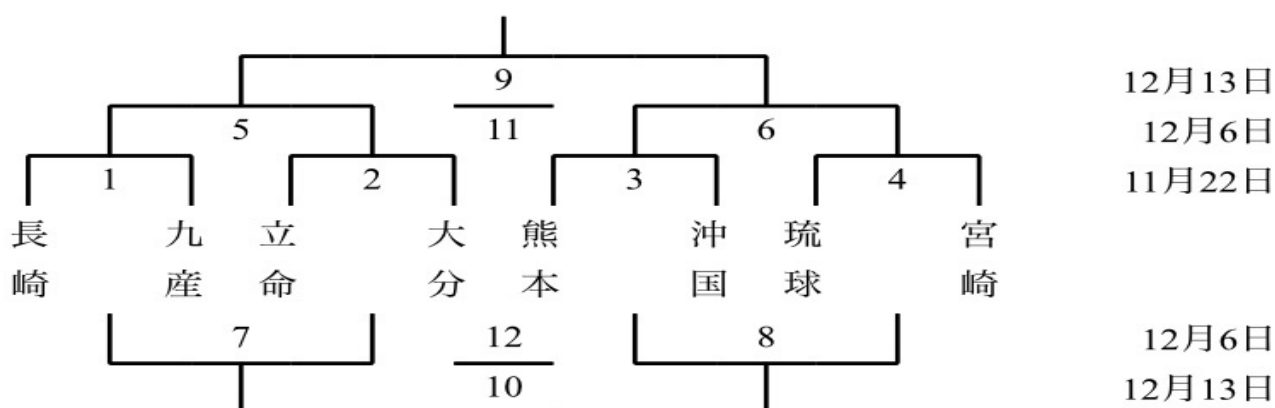 9 12月13日
5 11 6 12月6日
1 2 3 4 11月22日
長崎 九産 立命 大分 熊本 沖国 琉球 宮崎
7 12 8 12月6日
10 12月13日